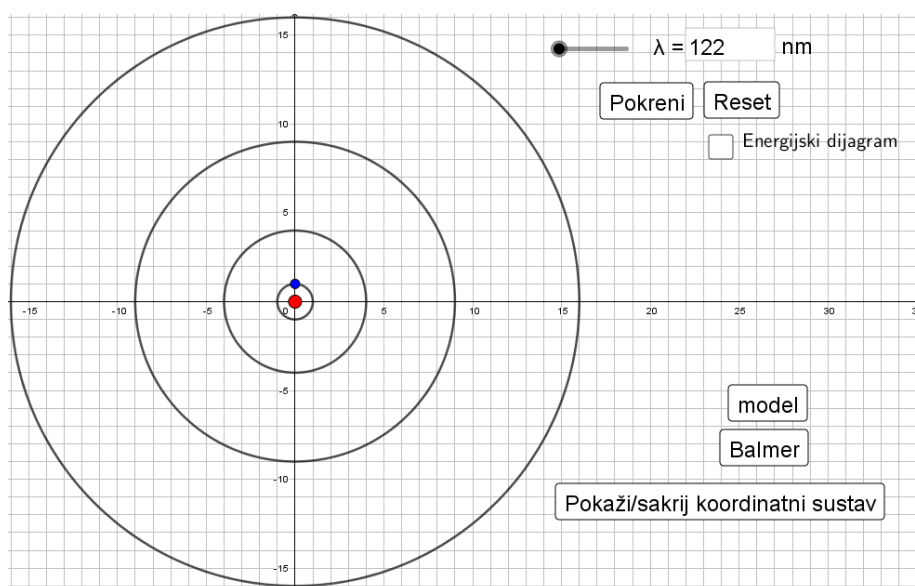 λ = 122 nm
Pokreni Reset
Energijski dijagram
15
10
5
-15 -5 0 5 10 15 20 25 30 3
-5
-10
-15
-10
model
Balmer
Pokaži/sakrij koordinatni sustav